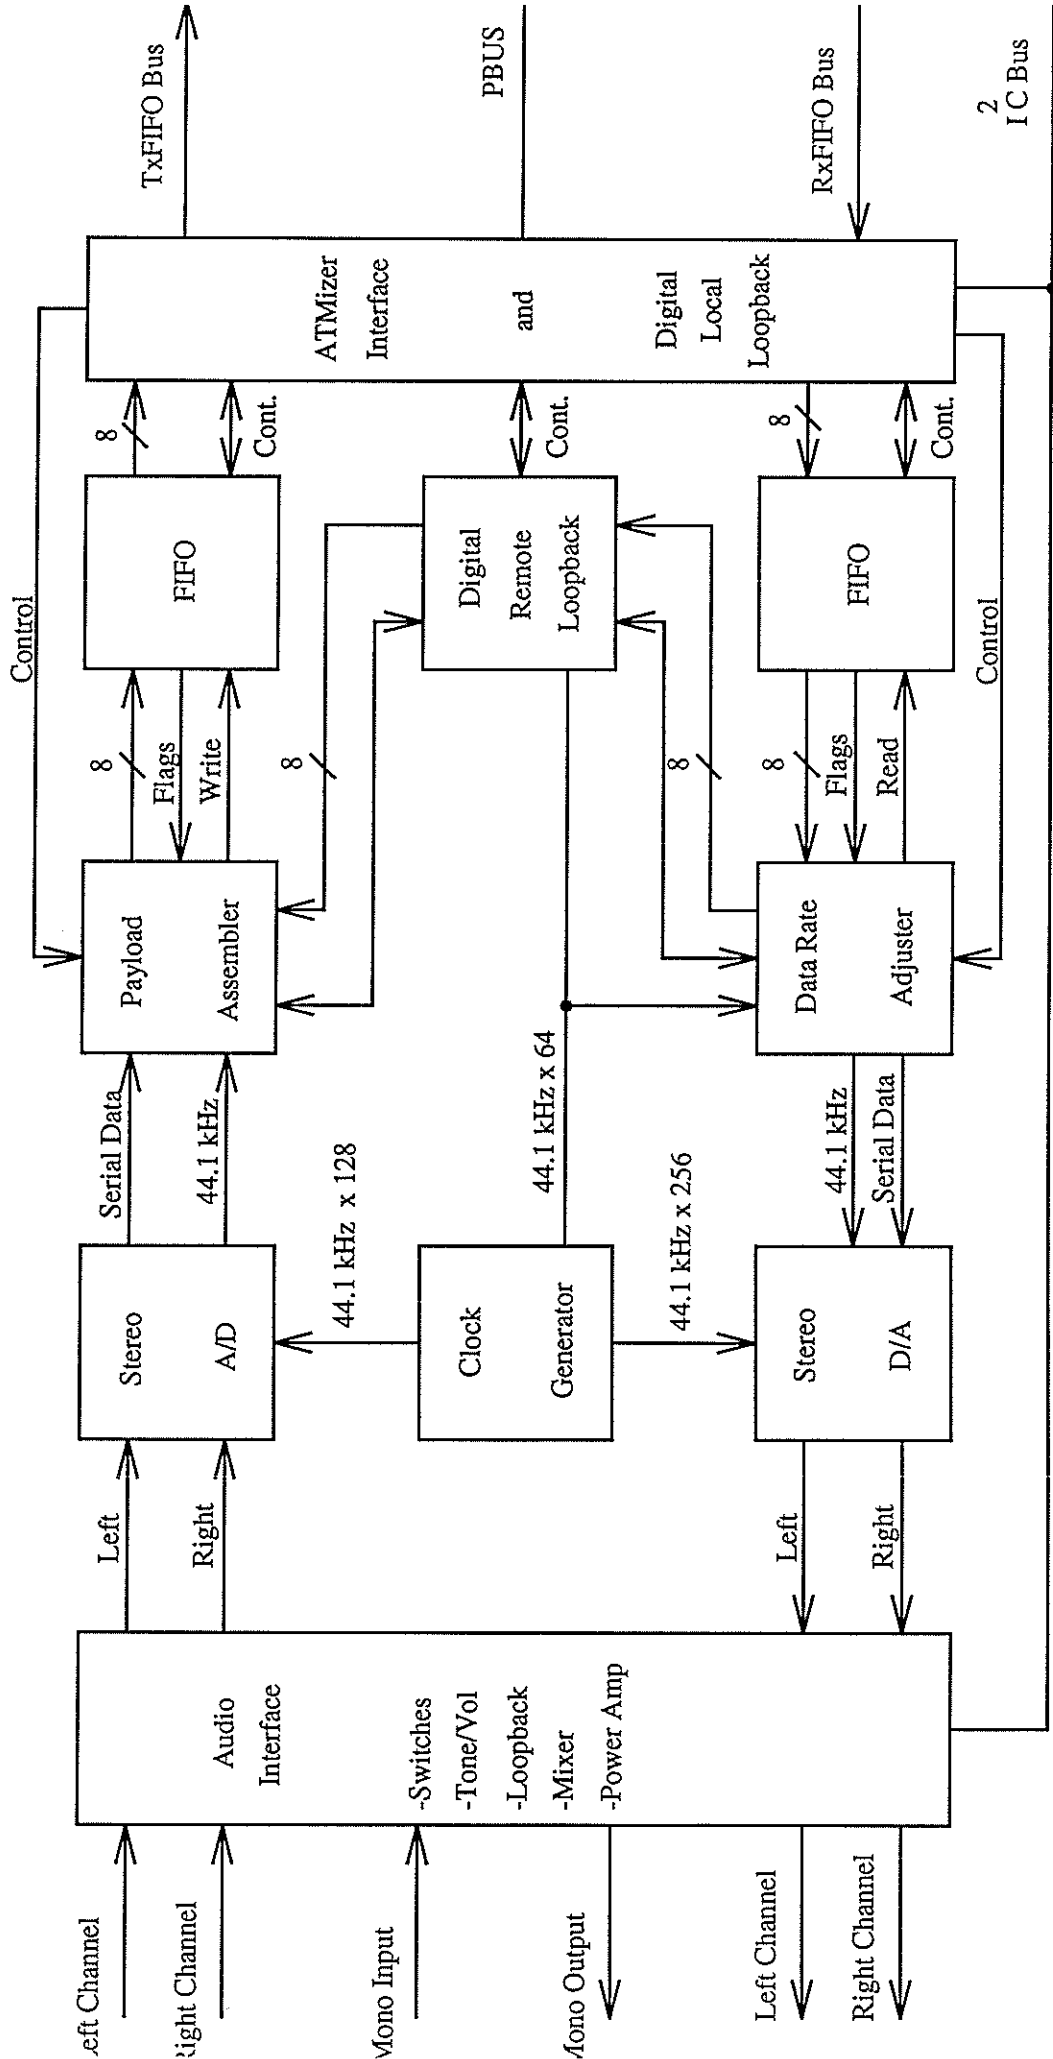 Left Channel
Right Channel
Mono Input
Mono Output
Left Channel
Right Channel
Audio
Interface
-Switches
-Tone/Vol
-Loopback
-Mixer
-Power Amp
Left
Right
Left
Right
Stereo
A/D
44.1 kHz x 128
Clock
Generator
44.1 kHz x 256
Stereo
D/A
Serial Data
44.1 kHz
44.1 kHz x 64
44.1 kHz
Serial Data
Payload
Assembler
Data Rate
Adjuster
Control
8
Flags
Write
8
8
8
Flags
Read
Control
FIFO
Digital
Remote
Loopback
FIFO
8
Cont.
Cont.
8
Cont.
ATMizer
Interface
and
Digital
Local
Loopback
TxFIFO Bus
PBUS
RxFIFO Bus
2
I C Bus